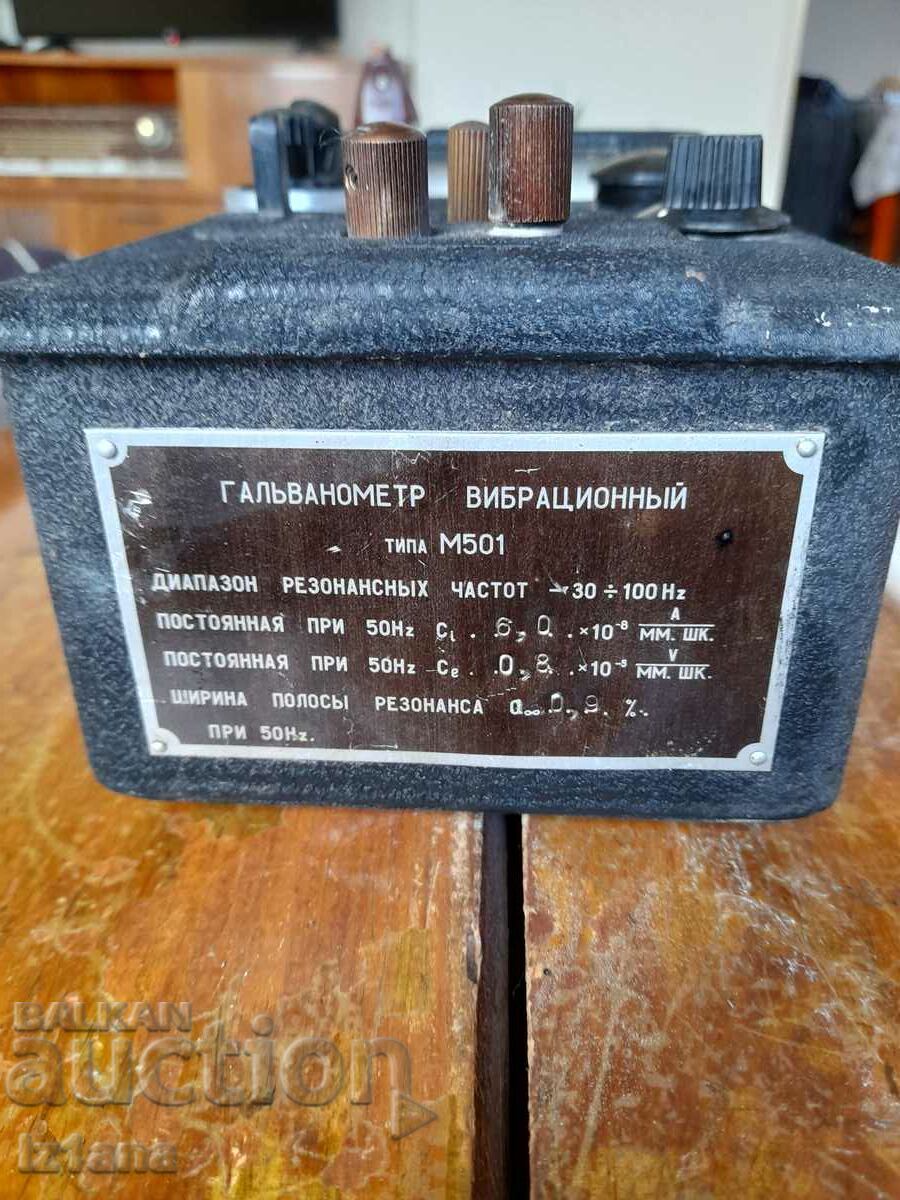 ГАЛЬВАНОМЕТР ВИБРАЦИОННЫЙ
ТИПА М501
ДИАПАЗОН РЕЗОНАНСНЫХ ЧАСТОТ – 30 ÷ 100 Hz
ПОСТОЯННАЯ ПРИ 50Hz Ci . 6,0 . ×10⁻⁸ A/ММ. ШК.
ПОСТОЯННАЯ ПРИ 50Hz Ce . 0,8 . ×10⁻⁶ V/ММ. ШК.
ШИРИНА ПОЛОСЫ РЕЗОНАНСА a∞ 0,9 . %.
ПРИ 50Hz.
BALKAN
auction
Iz1ana